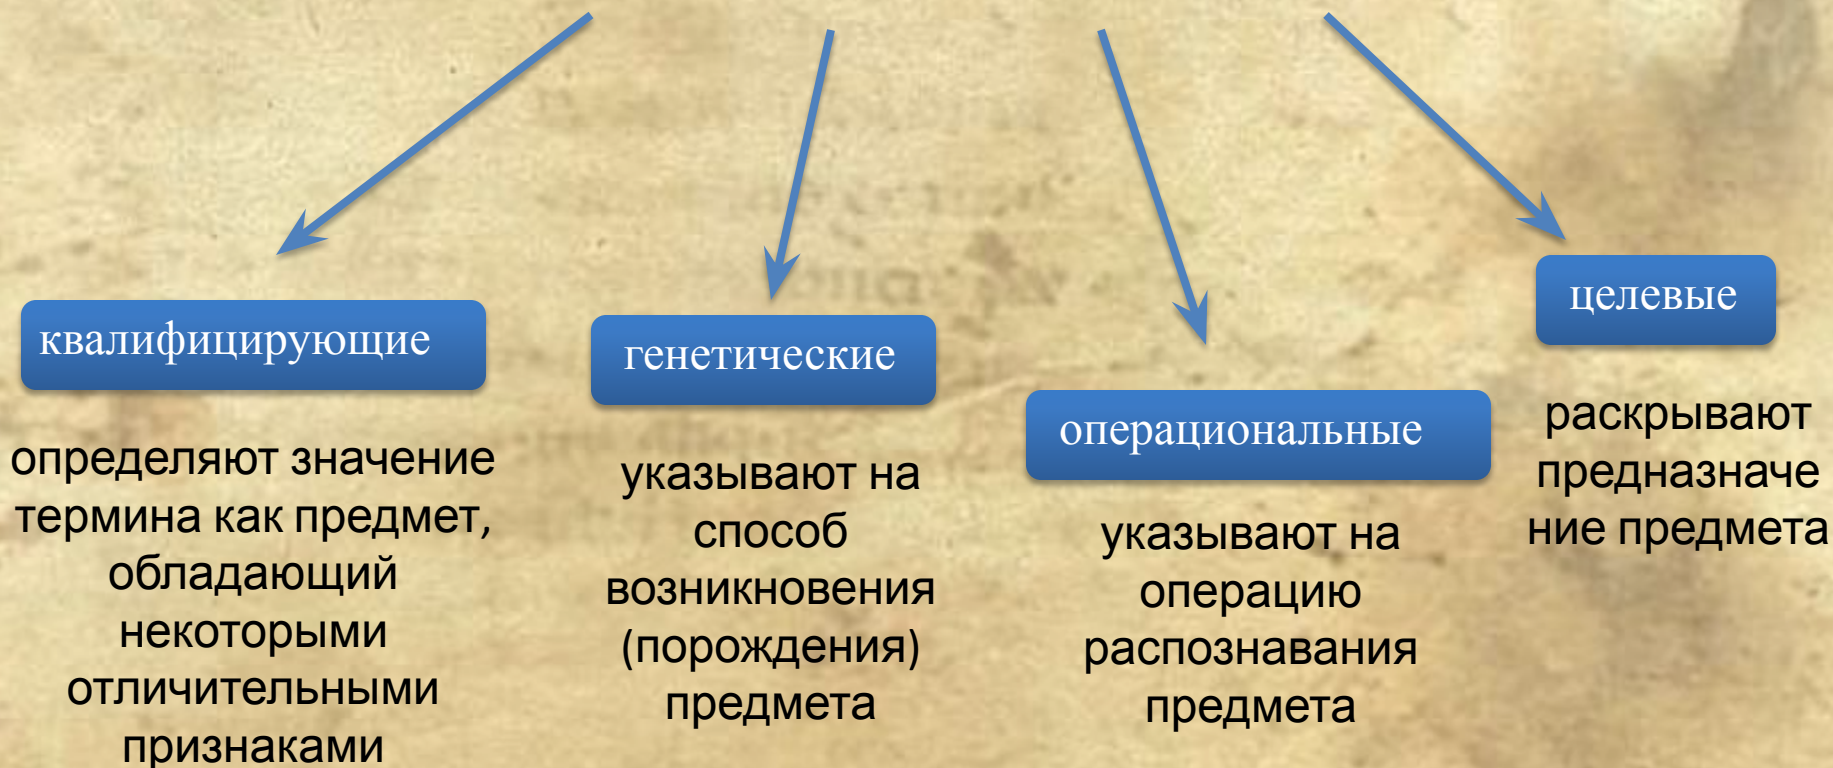 квалифицирующие
определяют значение
термина как предмет,
обладающий
некоторыми
отличительными
признаками
генетические
указывают на
способ
возникновения
(порождения)
предмета
операциональные
указывают на
операцию
распознавания
предмета
целевые
раскрывают
предназначе
ние предмета